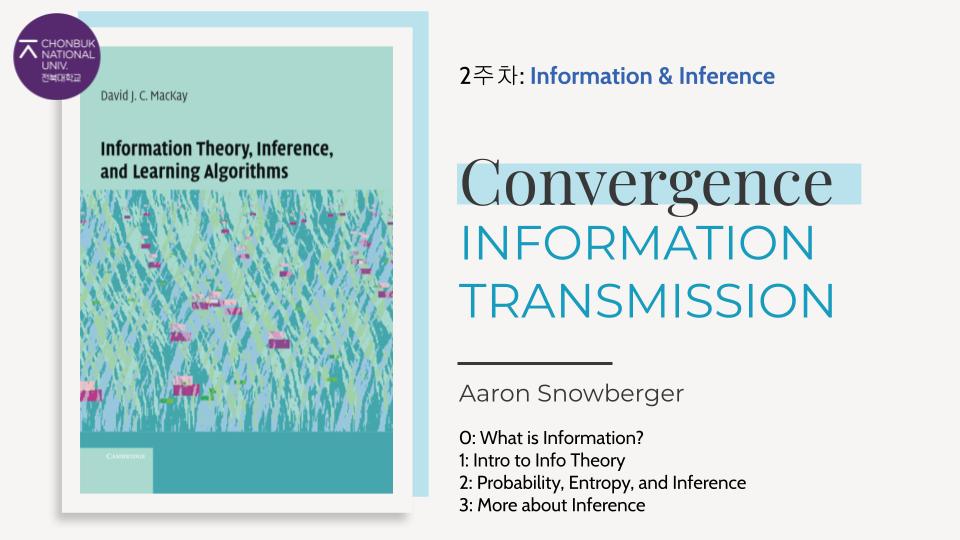 CHONBUK
NATIONAL
UNIV.
전북대학교
David J. C. MacKay
Information Theory, Inference,
and Learning Algorithms
CAMBRIDGE
2주차: Information & Inference
Convergence
INFORMATION
TRANSMISSION
Aaron Snowberger
0: What is Information?
1: Intro to Info Theory
2: Probability, Entropy, and Inference
3: More about Inference